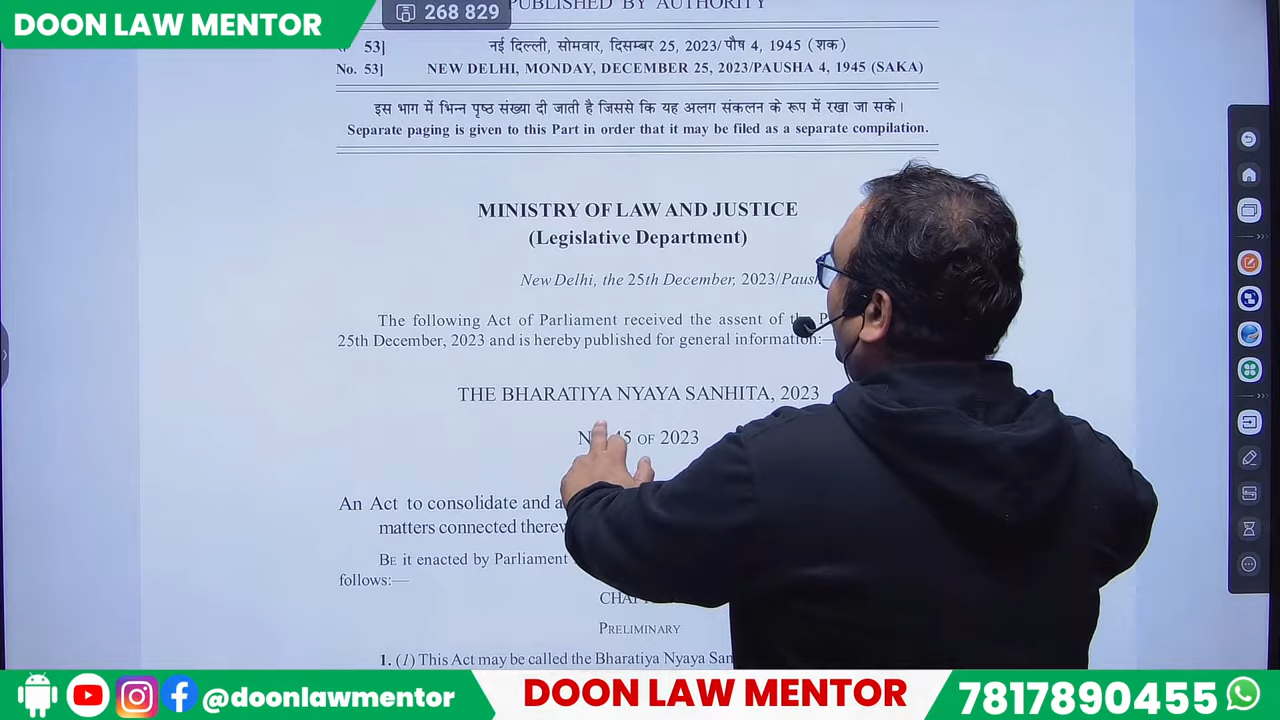 DOON LAW MENTOR
268 829
PUBLISHED BY AUTHORITY
53]
नई दिल्ली, सोमवार, दिसम्बर 25, 2023/ पौष 4, 1945 (शक)
No. 53]
NEW DELHI, MONDAY, DECEMBER 25, 2023/PAUSHA 4, 1945 (SAKA)
इस भाग में भिन्न पृष्ठ संख्या दी जाती है जिससे कि यह अलग संकलन के रूप में रखा जा सके।
Separate paging is given to this Part in order that it may be filed as a separate compilation.
MINISTRY OF LAW AND JUSTICE
(Legislative Department)
New Delhi, the 25th December, 2023/Paush
The following Act of Parliament received the assent of the P
25th December, 2023 and is hereby published for general information:—
THE BHARATIYA NYAYA SANHITA, 2023
45 OF 2023
An Act to consolidate and a
matters connected therew
BE it enacted by Parliament
follows:—
CHAP
PRELIMINARY
1. (1) This Act may be called the Bharatiya Nyaya San
@doonlawmentor
DOON LAW MENTOR
7817890455